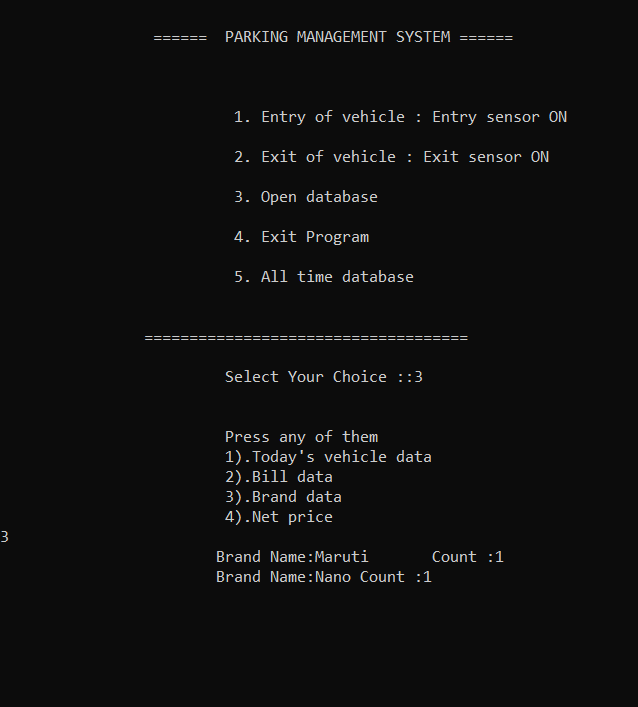 ====== PARKING MANAGEMENT SYSTEM ======
1. Entry of vehicle : Entry sensor ON
2. Exit of vehicle : Exit sensor ON
3. Open database
4. Exit Program
5. All time database
====================================
Select Your Choice ::3
Press any of them
1).Today's vehicle data
2).Bill data
3).Brand data
4).Net price
3
Brand Name:Maruti Count :1
Brand Name:Nano Count :1